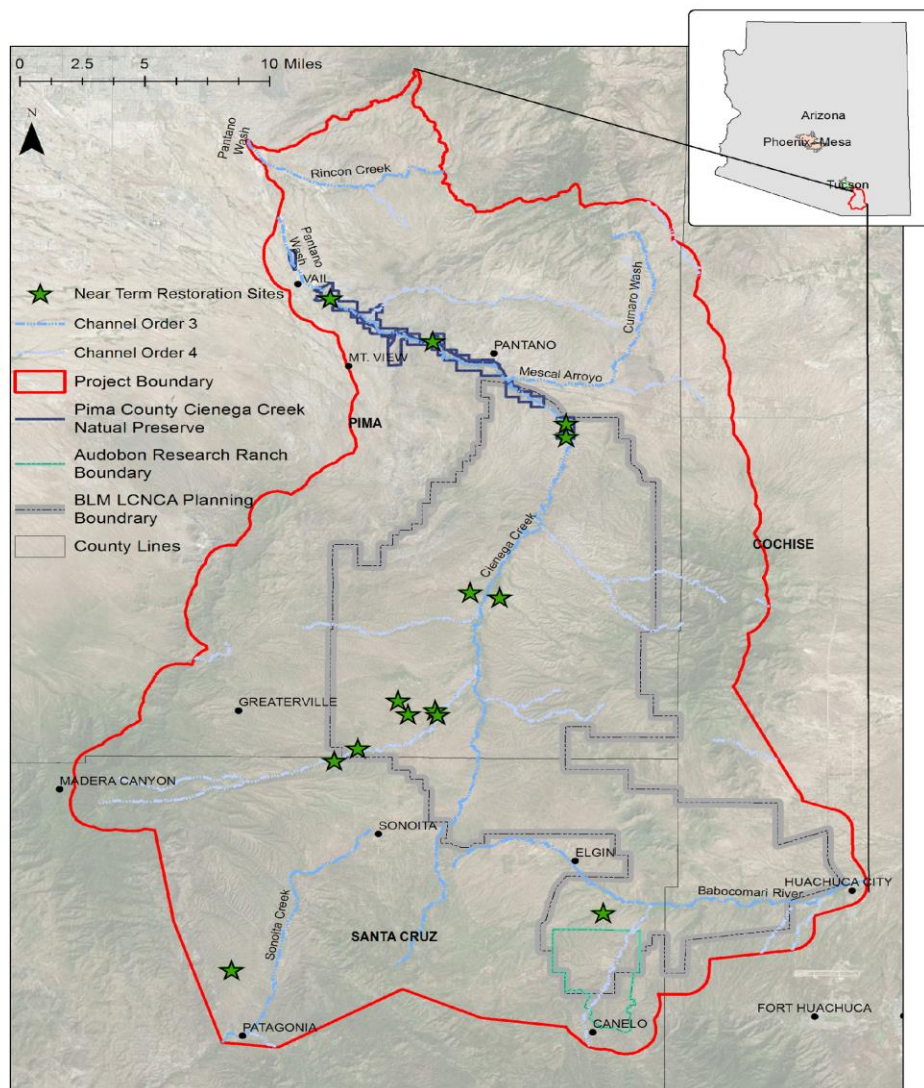 0 2.5 5 10 Miles
N
Arizona
Phoenix-Mesa
Tucson
Pantano
Wash
Rincon Creek
Pantano
Wash
VAIL
Cumaro Wash
PANTANO
MT. VIEW
Mescal Arroyo
PIMA
Near Term Restoration Sites
Channel Order 3
Channel Order 4
Project Boundary
Pima County Cienega Creek
Natual Preserve
Audobon Research Ranch
Boundary
BLM LCNCA Planning
Boundrary
County Lines
Cienega Creek
COCHISE
GREATERVILLE
MADERA CANYON
SONOITA
ELGIN
HUACHUCA CITY
Babocomari River
Sonoita Creek
SANTA CRUZ
FORT HUACHUCA
PATAGONIA
CANELO